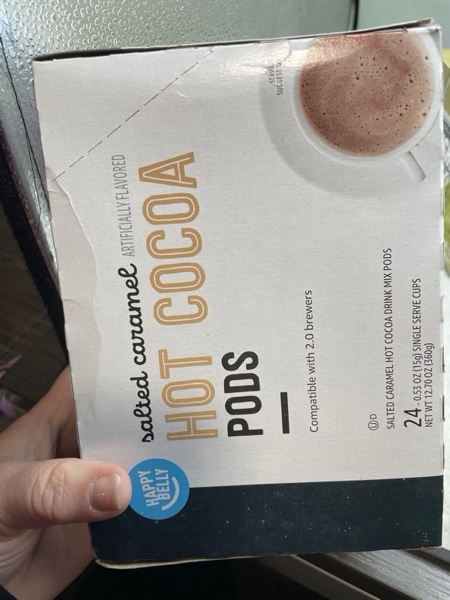 SUGGEST
salted caramel ARTIFICIALLY FLAVORED
HOT COCOA
PODS
Compatible with 2.0 brewers
Ⓤ D
SALTED CARAMEL HOT COCOA DRINK MIX PODS
24 - 0.53 OZ (15g) SINGLE SERVE CUPS
NET WT 12.70 OZ (360g)
HAPPY
BELLY